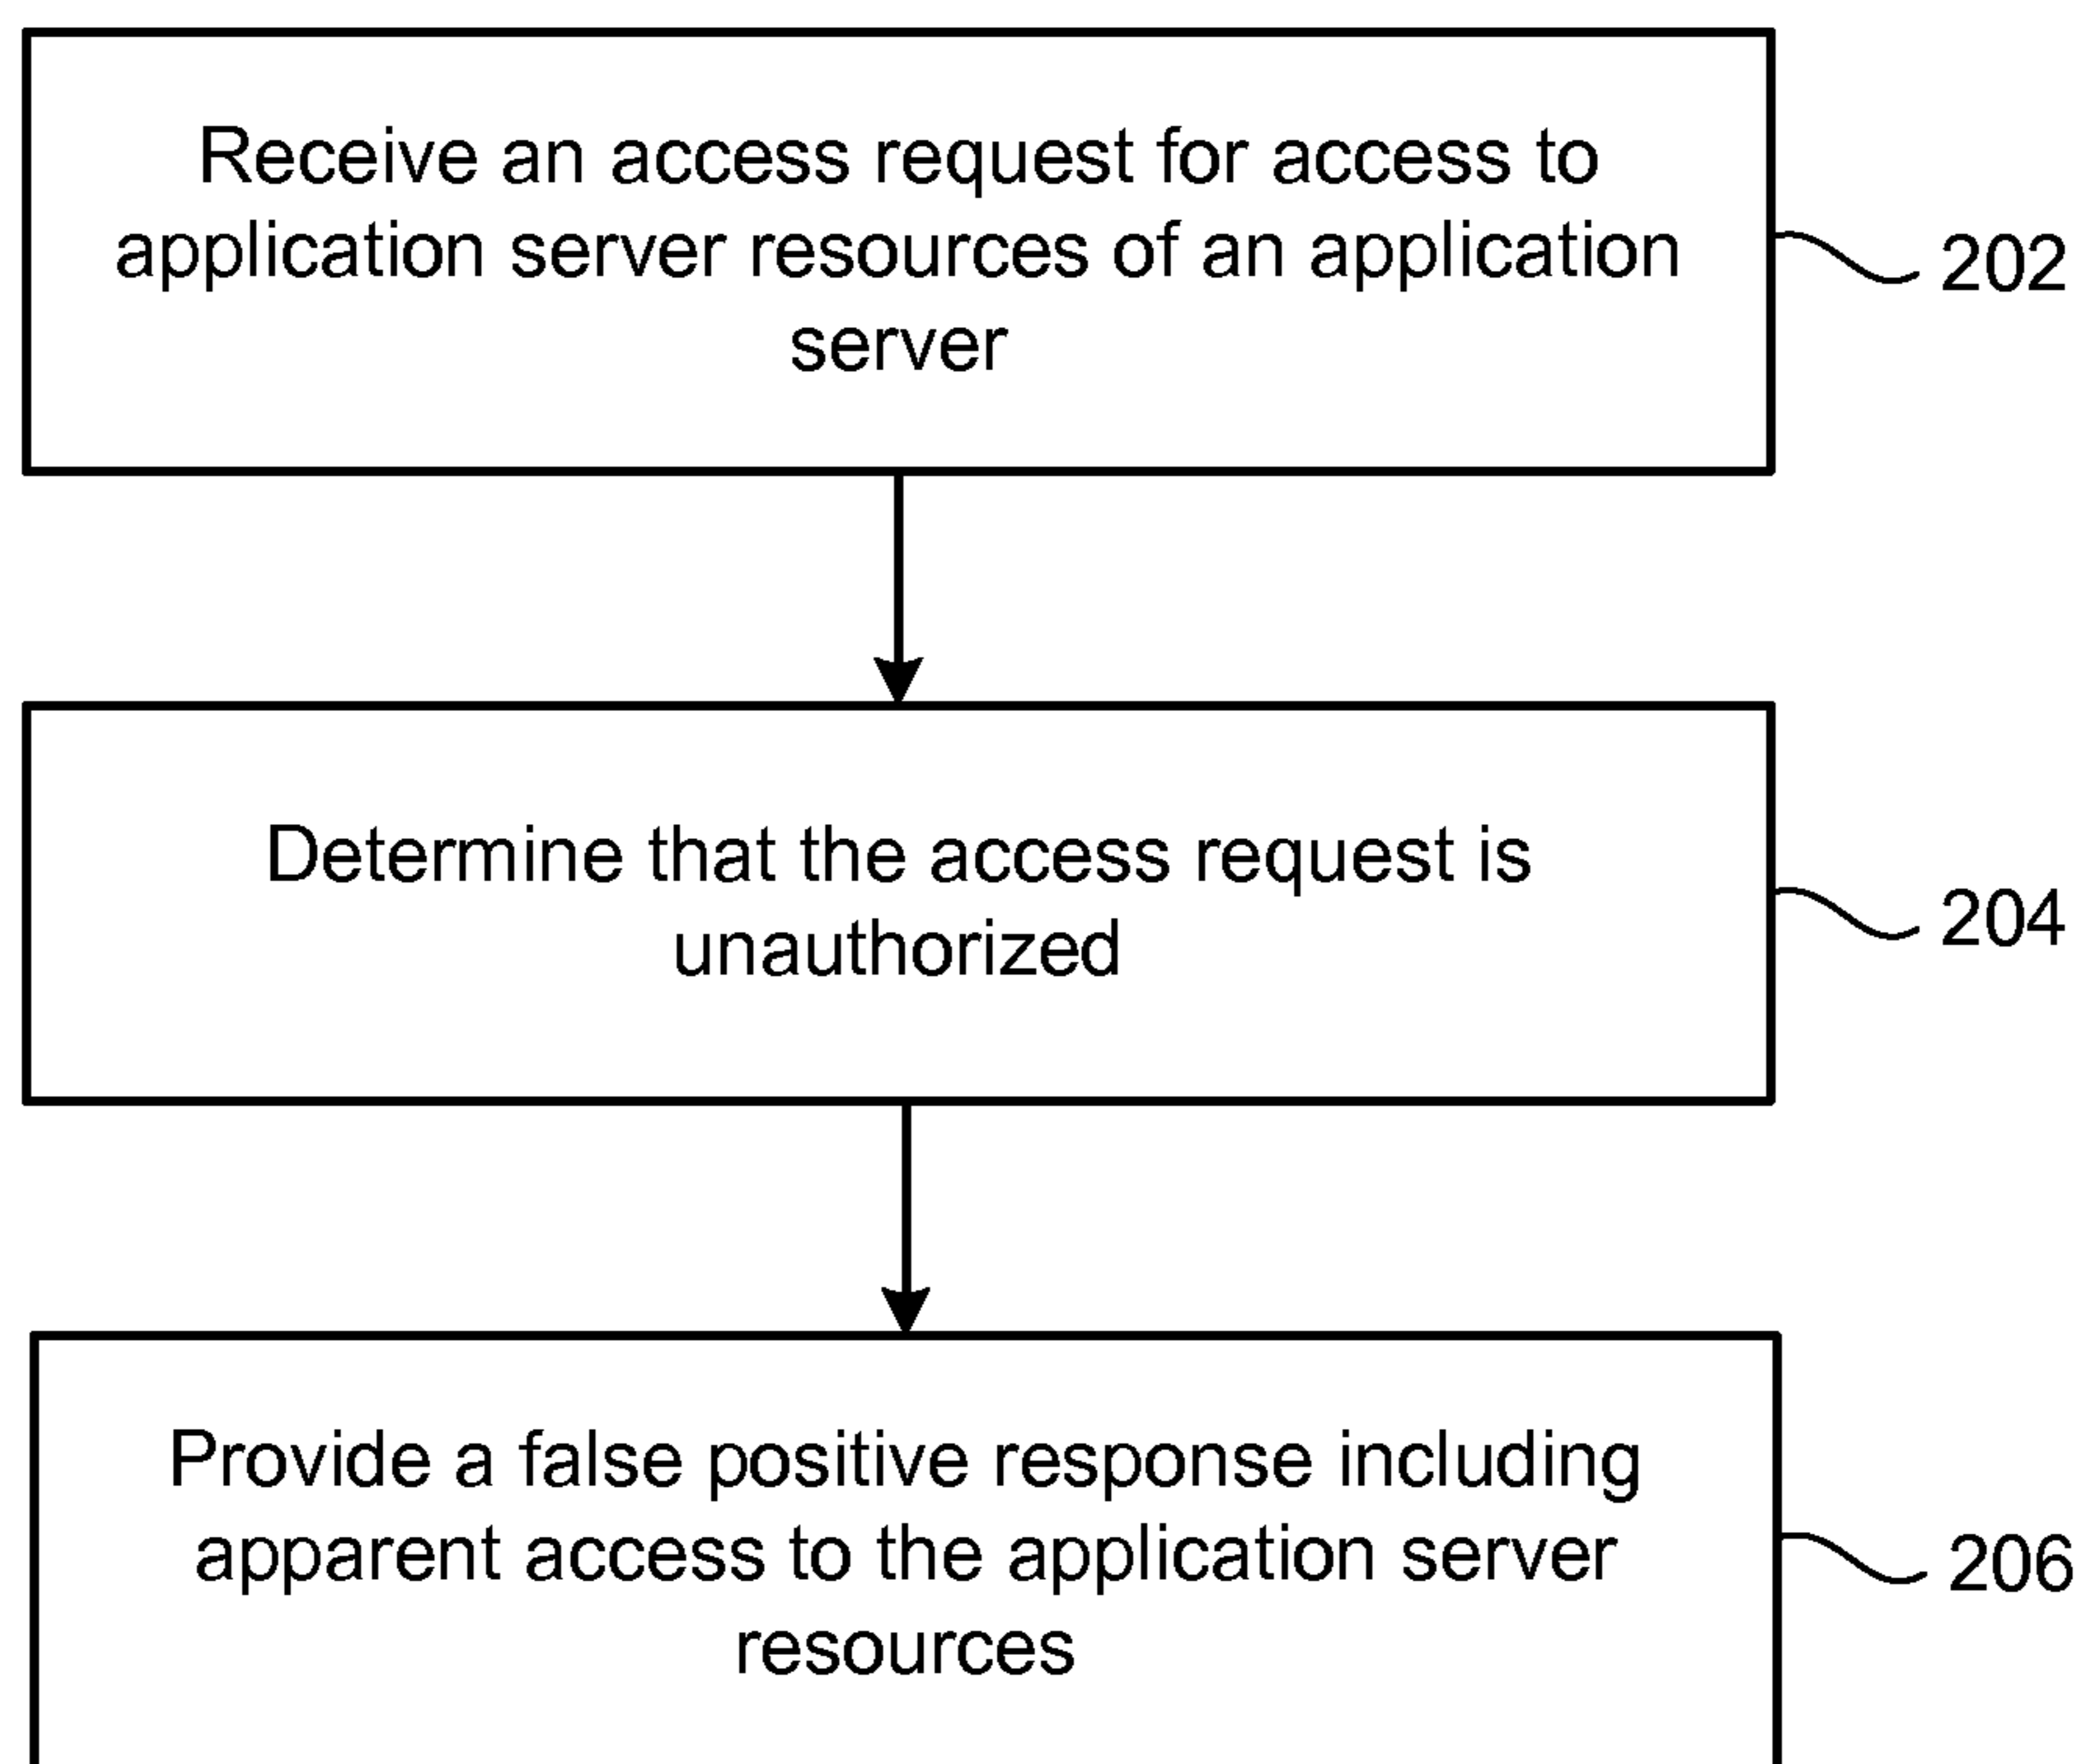 Receive an access request for access to
application server resources of an application
server
202
Determine that the access request is
unauthorized
204
Provide a false positive response including
apparent access to the application server
resources
206